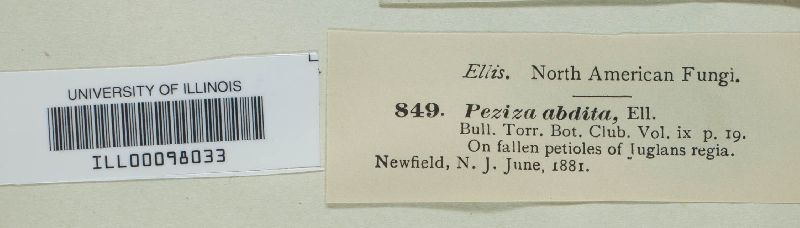 UNIVERSITY OF ILLINOIS
ILL00098033
Ellis. North American Fungi.
849. Peziza abdita, Ell.
Bull. Torr. Bot. Club. Vol. ix p. 19.
On fallen petioles of Juglans regia.
Newfield, N. J. June, 1881.